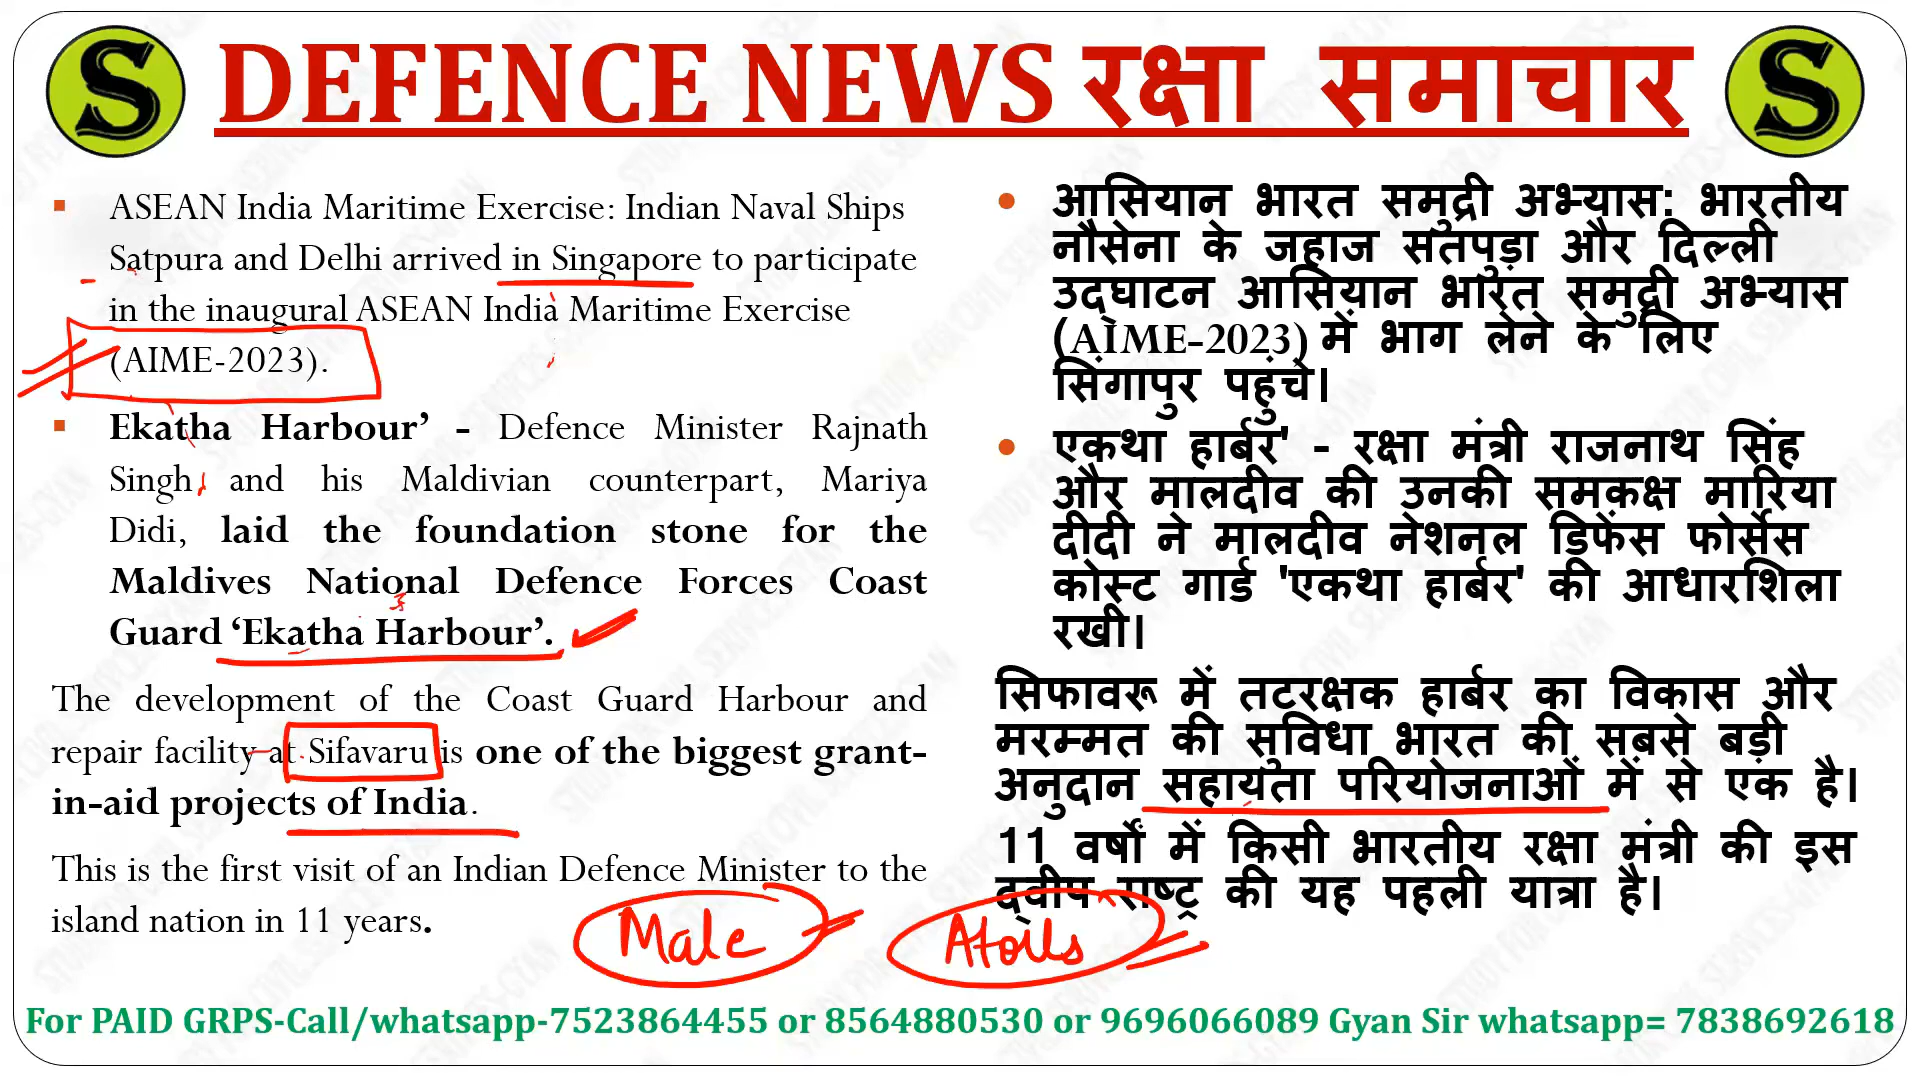 S DEFENCE NEWS रक्षा समाचार S
ASEAN India Maritime Exercise: Indian Naval Ships
Satpura and Delhi arrived in Singapore to participate
in the inaugural ASEAN India Maritime Exercise
(AIME-2023).
Ekatha Harbour’ - Defence Minister Rajnath
Singh and his Maldivian counterpart, Mariya
Didi, laid the foundation stone for the
Maldives National Defence Forces Coast
Guard ‘Ekatha Harbour’.
The development of the Coast Guard Harbour and
repair facility at Sifavaru is one of the biggest grant-
in-aid projects of India.
This is the first visit of an Indian Defence Minister to the
island nation in 11 years.
आसियान भारत समुद्री अभ्यास: भारतीय
नौसेना के जहाज सतपुड़ा और दिल्ली
उद्घाटन आसियान भारत समुद्री अभ्यास
(AIME-2023) में भाग लेने के लिए
सिंगापुर पहुंचे।
एकथा हार्बर' - रक्षा मंत्री राजनाथ सिंह
और मालदीव की उनकी समकक्ष मारिया
दीदी ने मालदीव नेशनल डिफेंस फोर्सेस
कोस्ट गार्ड 'एकथा हार्बर' की आधारशिला
रखी।
सिफावरू में तटरक्षक हार्बर का विकास और
मरम्मत की सुविधा भारत की सबसे बड़ी
अनुदान सहायता परियोजनाओं में से एक है।
11 वर्षों में किसी भारतीय रक्षा मंत्री की इस
द्वीप राष्ट्र की यह पहली यात्रा है।
Male Atolls
For PAID GRPS-Call/whatsapp-7523864455 or 8564880530 or 9696066089 Gyan Sir whatsapp= 7838692618